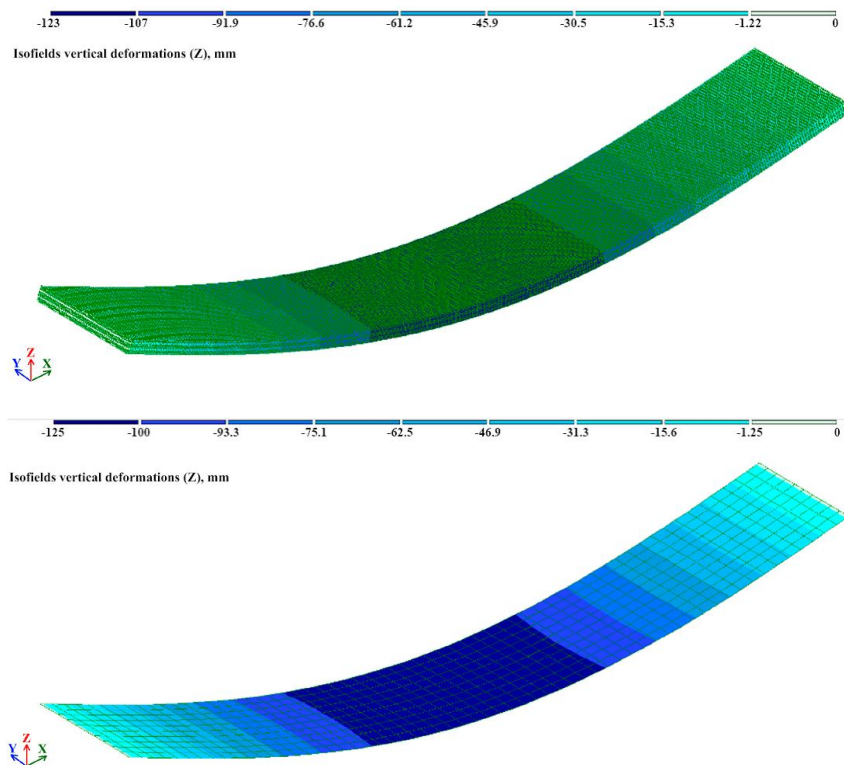 -123 -107 -91.9 -76.6 -61.2 -45.9 -30.5 -15.3 -1.22 0
Isofields vertical deformations (Z), mm
Z
Y X
-125 -100 -93.3 -75.1 -62.5 -46.9 -31.3 -15.6 -1.25 0
Isofields vertical deformations (Z), mm
Z
Y X